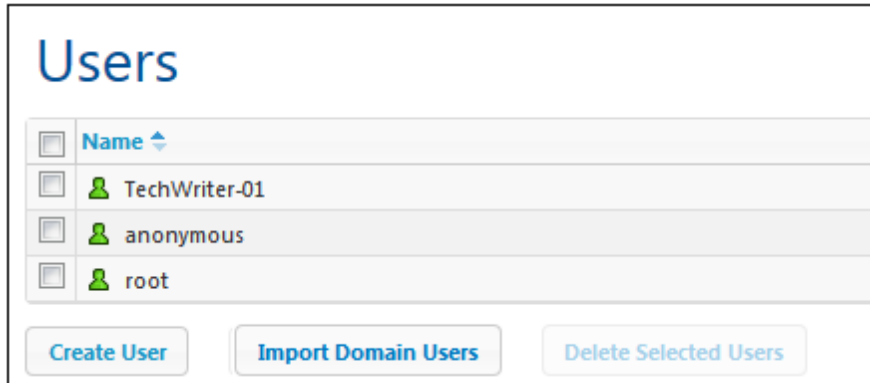 Users
Name
TechWriter-01
anonymous
root
Create User Import Domain Users Delete Selected Users